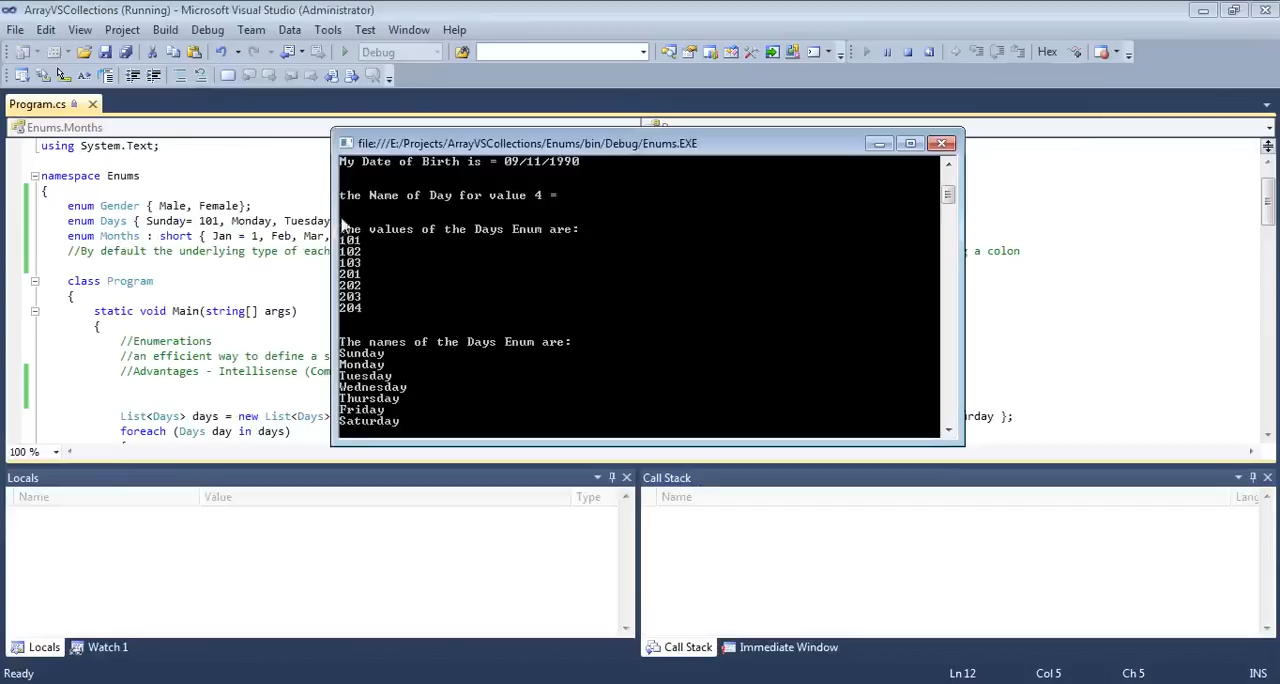 ArrayVSCollections (Running) - Microsoft Visual Studio (Administrator)
File Edit View Project Build Debug Team Data Tools Test Window Help
Debug Hex
Program.cs
Enums.Months
using System.Text;
namespace Enums
{
enum Gender { Male, Female};
enum Days { Sunday= 101, Monday, Tuesday
enum Months : short { Jan = 1, Feb, Mar,
//By default the underlying type of each g a colon
class Program
{
static void Main(string[] args)
{
//Enumerations
//an efficient way to define a s
//Advantages - Intellisense (Com
List<Days> days = new List<Days> urday };
foreach (Days day in days)
100 %
file:///E:/Projects/ArrayVSCollections/Enums/bin/Debug/Enums.EXE
My Date of Birth is = 09/11/1990
the Name of Day for value 4 =
The values of the Days Enum are:
101
102
103
201
202
203
204
The names of the Days Enum are:
Sunday
Monday
Tuesday
Wednesday
Thursday
Friday
Saturday
Locals
Name Value Type
Call Stack
Name Lang
Locals Watch 1
Call Stack Immediate Window
Ready Ln 12 Col 5 Ch 5 INS